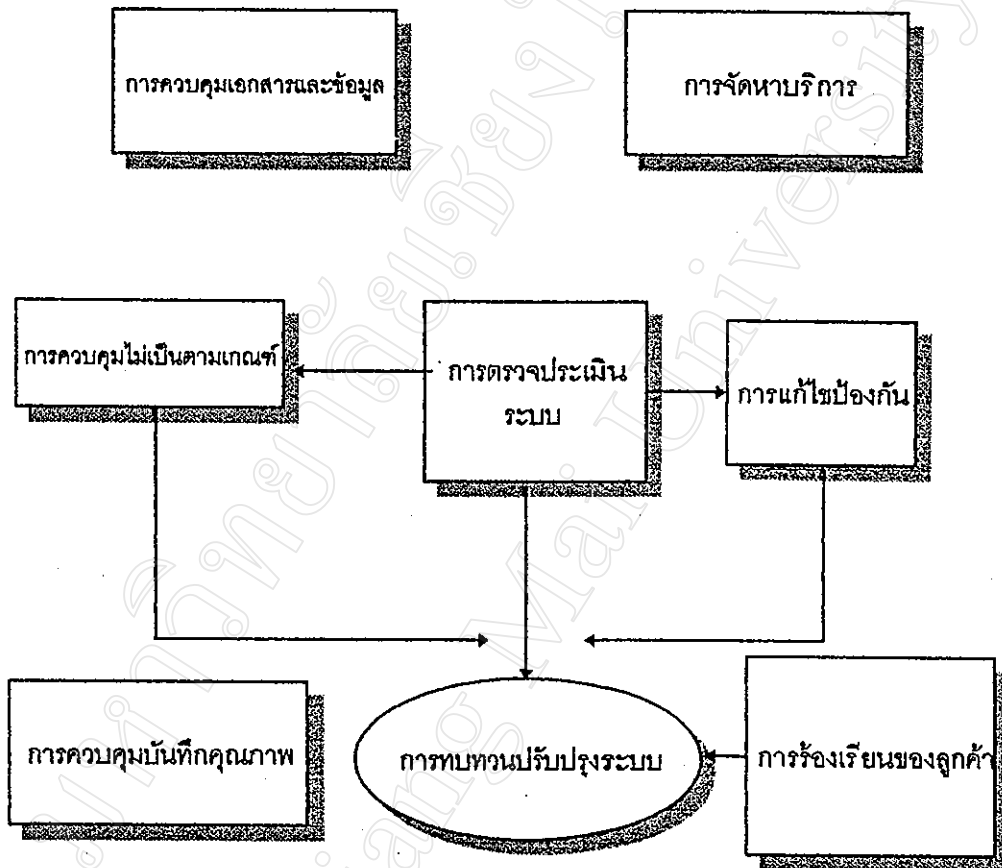 การควบคุมเอกสารและข้อมูล
การจัดหาบริการ
การควบคุมไม่เป็นตามเกณฑ์
การตรวจประเมิน
ระบบ
การแก้ไขป้องกัน
การควบคุมบันทึกคุณภาพ
การทบทวนปรับปรุงระบบ
การร้องเรียนของลูกค้า